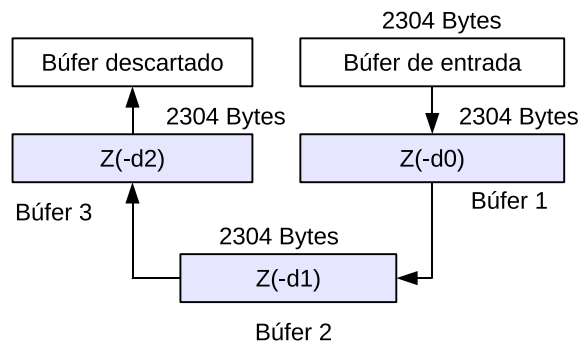 2304 Bytes
Búfer descartado
Búfer de entrada
2304 Bytes
2304 Bytes
Z(-d2)
Z(-d0)
Búfer 3
Búfer 1
2304 Bytes
Z(-d1)
Búfer 2